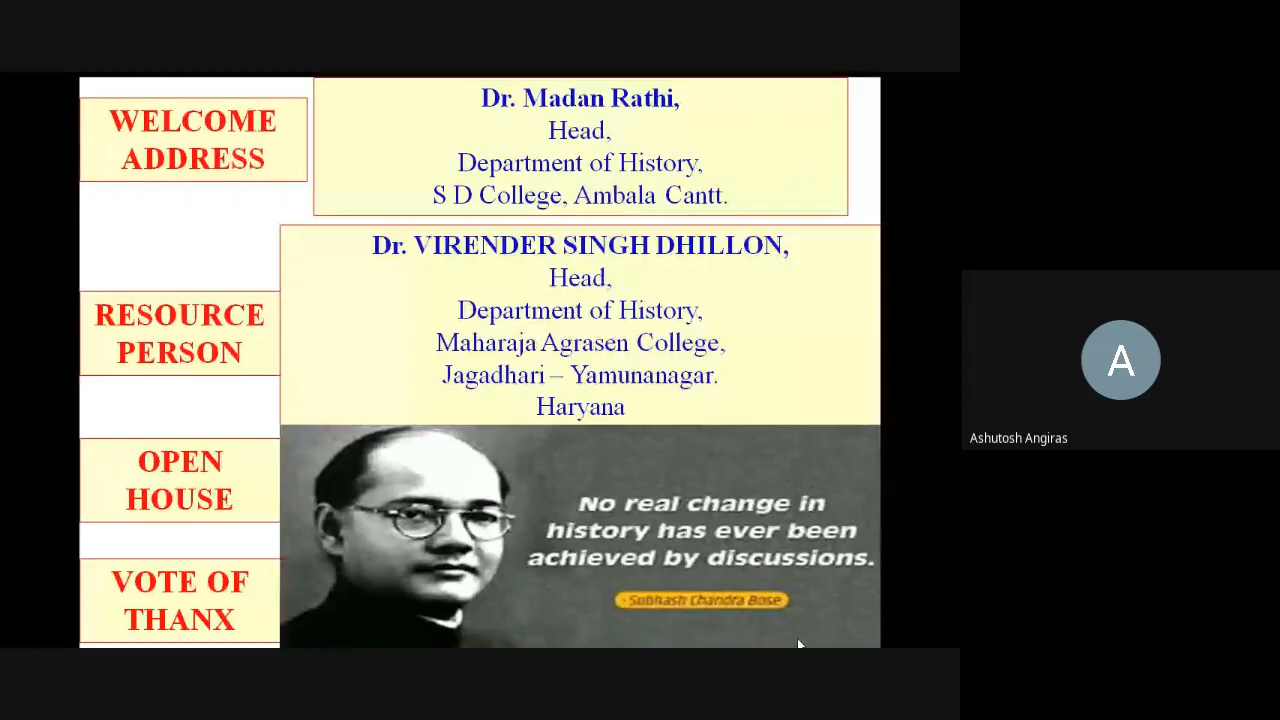 WELCOME
ADDRESS
Dr. Madan Rathi,
Head,
Department of History,
S D College, Ambala Cantt.
RESOURCE
PERSON
Dr. VIRENDER SINGH DHILLON,
Head,
Department of History,
Maharaja Agrasen College,
Jagadhari – Yamunanagar.
Haryana
OPEN
HOUSE
No real change in
history has ever been
achieved by discussions.
- Subhash Chandra Bose
VOTE OF
THANX
A
Ashutosh Angiras